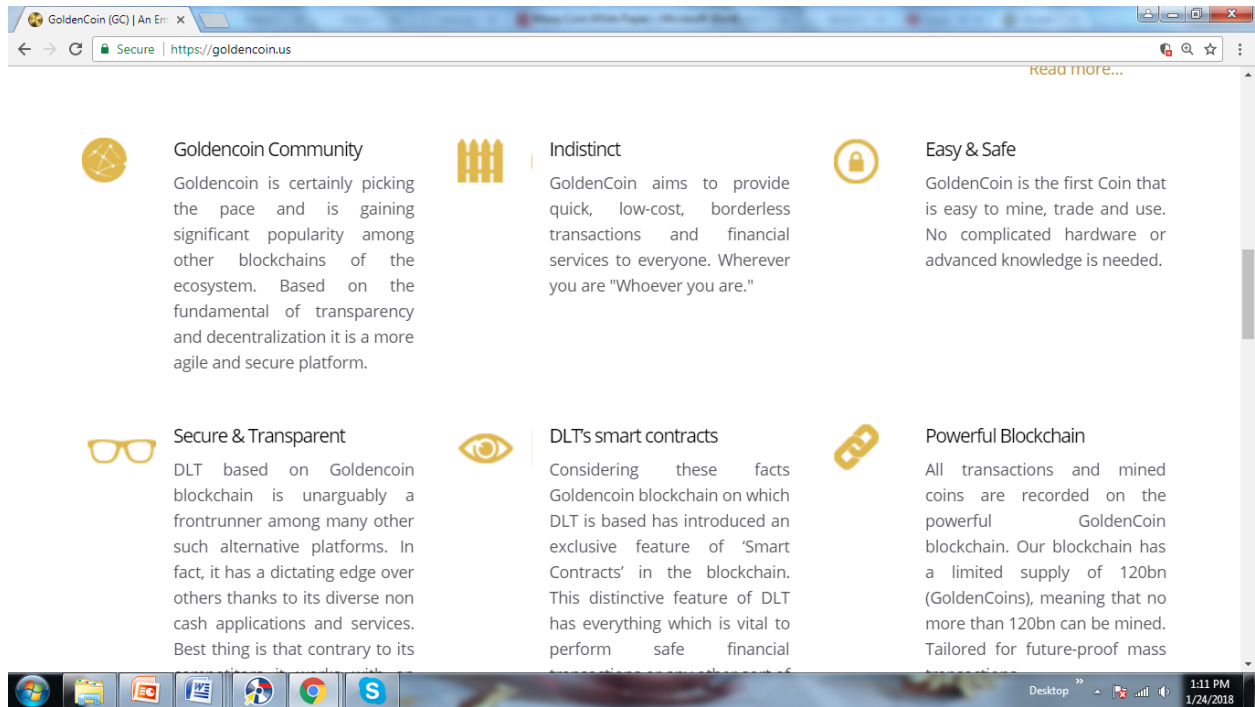 GoldenCoin (GC) | An Em
Secure | https://goldencoin.us
Read more...
Goldencoin Community
Goldencoin is certainly picking
the pace and is gaining
significant popularity among
other blockchains of the
ecosystem. Based on the
fundamental of transparency
and decentralization it is a more
agile and secure platform.
Indistinct
GoldenCoin aims to provide
quick, low-cost, borderless
transactions and financial
services to everyone. Wherever
you are "Whoever you are."
Easy & Safe
GoldenCoin is the first Coin that
is easy to mine, trade and use.
No complicated hardware or
advanced knowledge is needed.
Secure & Transparent
DLT based on Goldencoin
blockchain is unarguably a
frontrunner among many other
such alternative platforms. In
fact, it has a dictating edge over
others thanks to its diverse non
cash applications and services.
Best thing is that contrary to its
DLT's smart contracts
Considering these facts
Goldencoin blockchain on which
DLT is based has introduced an
exclusive feature of ‘Smart
Contracts’ in the blockchain.
This distinctive feature of DLT
has everything which is vital to
perform safe financial
Powerful Blockchain
All transactions and mined
coins are recorded on the
powerful GoldenCoin
blockchain. Our blockchain has
a limited supply of 120bn
(GoldenCoins), meaning that no
more than 120bn can be mined.
Tailored for future-proof mass
Desktop
1:11 PM
1/24/2018